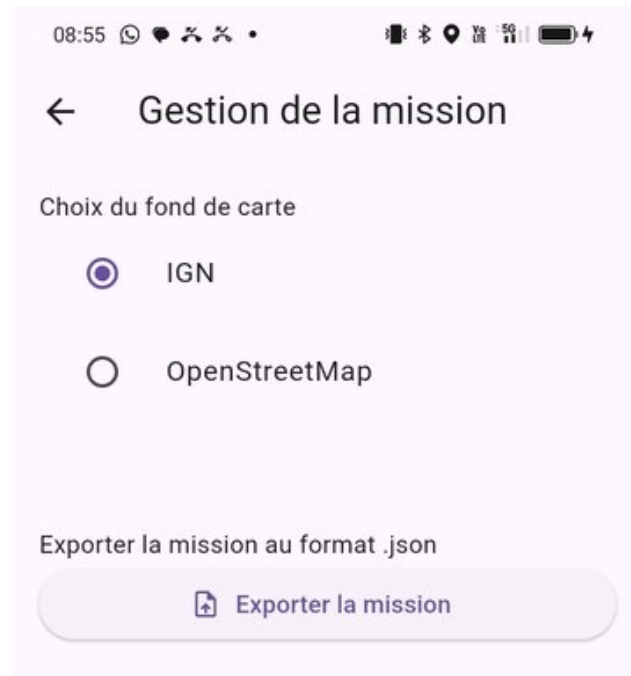 08:55
Gestion de la mission
Choix du fond de carte
IGN
OpenStreetMap
Exporter la mission au format .json
Exporter la mission